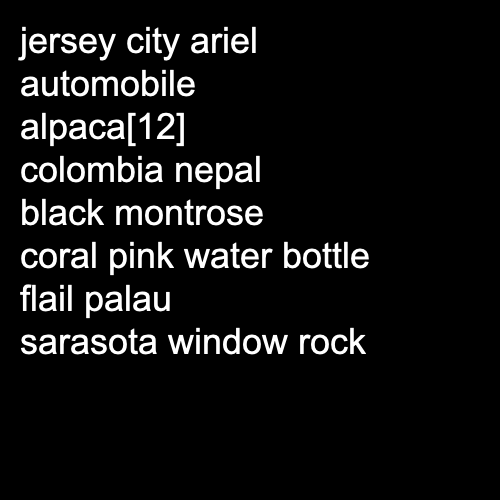 jersey city ariel
automobile
alpaca[12]
colombia nepal
black montrose
coral pink water bottle
flail palau
sarasota window rock